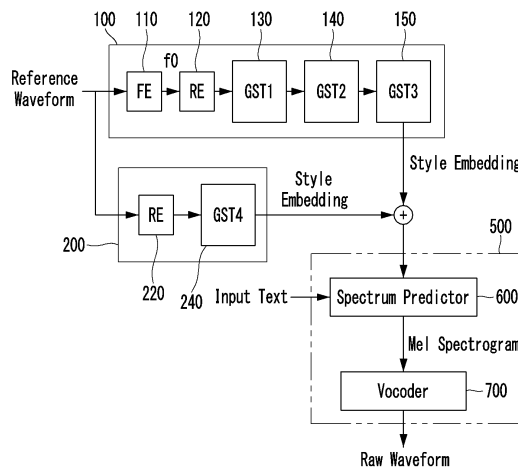 100
110
120
130
140
150
f0
Reference
Waveform
FE
RE
GST1
GST2
GST3
Style Embedding
Style
Embedding
RE
GST4
200
220
240
500
Input Text
Spectrum Predictor
600
Mel Spectrogram
Vocoder
700
Raw Waveform